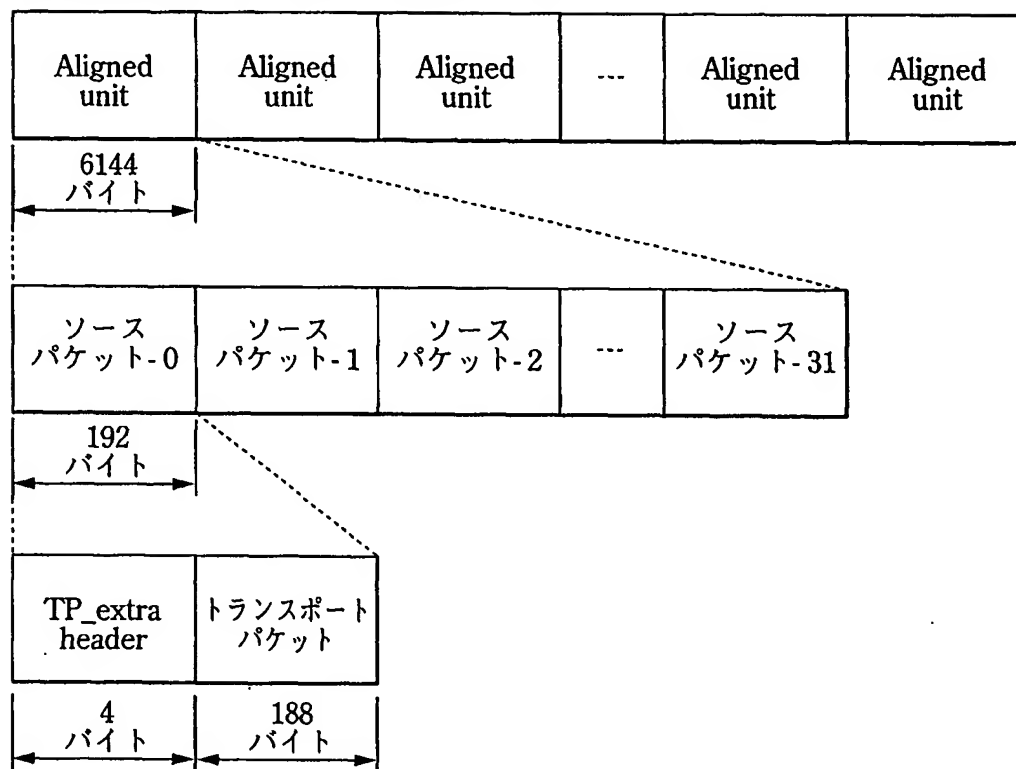 Aligned
unit
Aligned
unit
Aligned
unit
---
Aligned
unit
Aligned
unit
6144
バイト
ソース
パケット-0
ソース
パケット-1
ソース
パケット-2
---
ソース
パケット-31
192
バイト
TP_extra
header
トランスポート
パケット
4
バイト
188
バイト